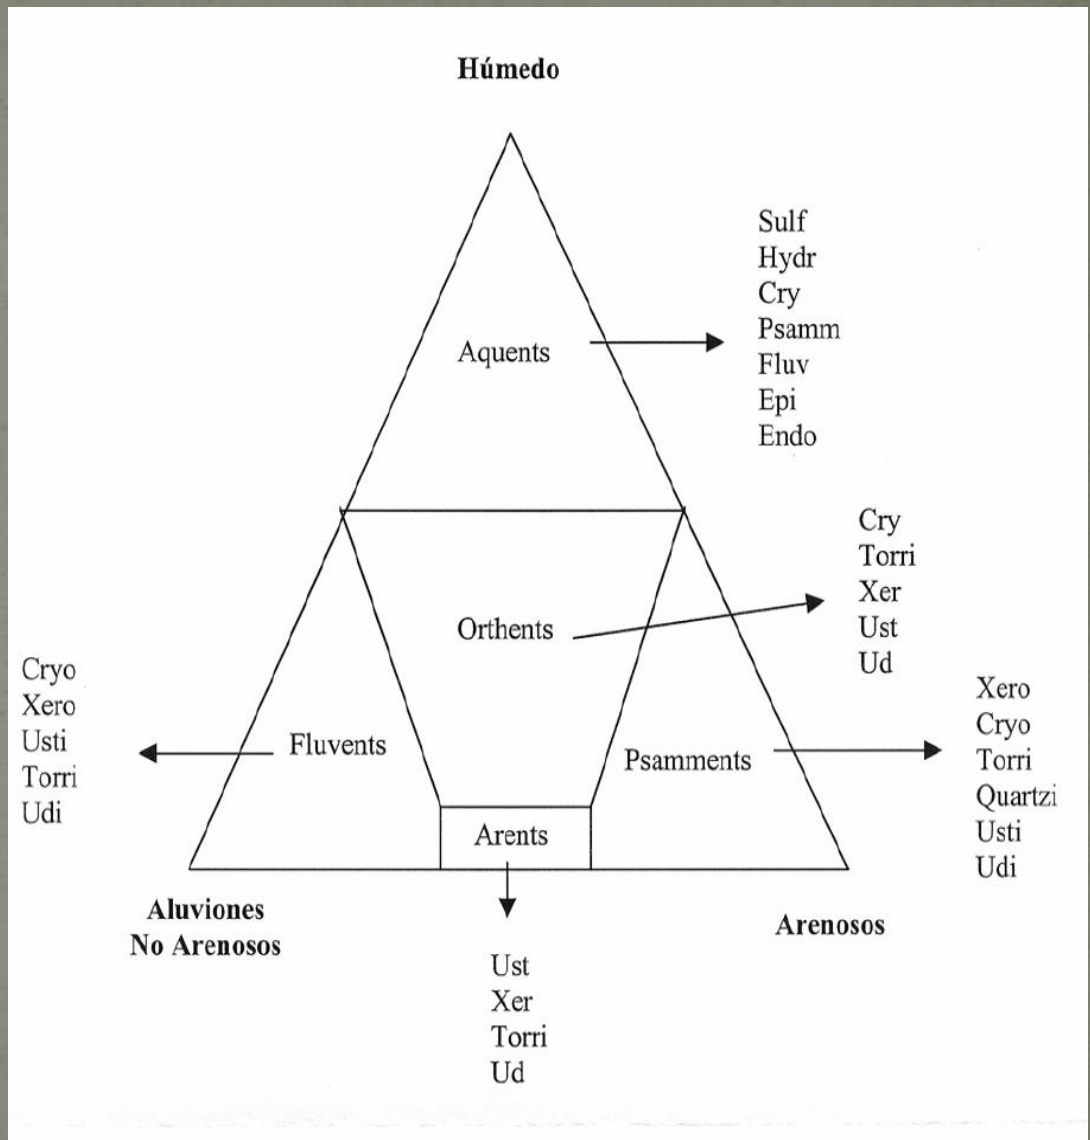 Húmedo
Sulf
Hydr
Cry
Psamm
Fluv
Epi
Endo
Aquents
Cry
Torri
Xer
Ust
Ud
Orthents
Cryo
Xero
Usti
Torri
Udi
Fluvents
Psamments
Xero
Cryo
Torri
Quartzi
Usti
Udi
Arents
Aluviones
No Arenosos
Arenosos
Ust
Xer
Torri
Ud